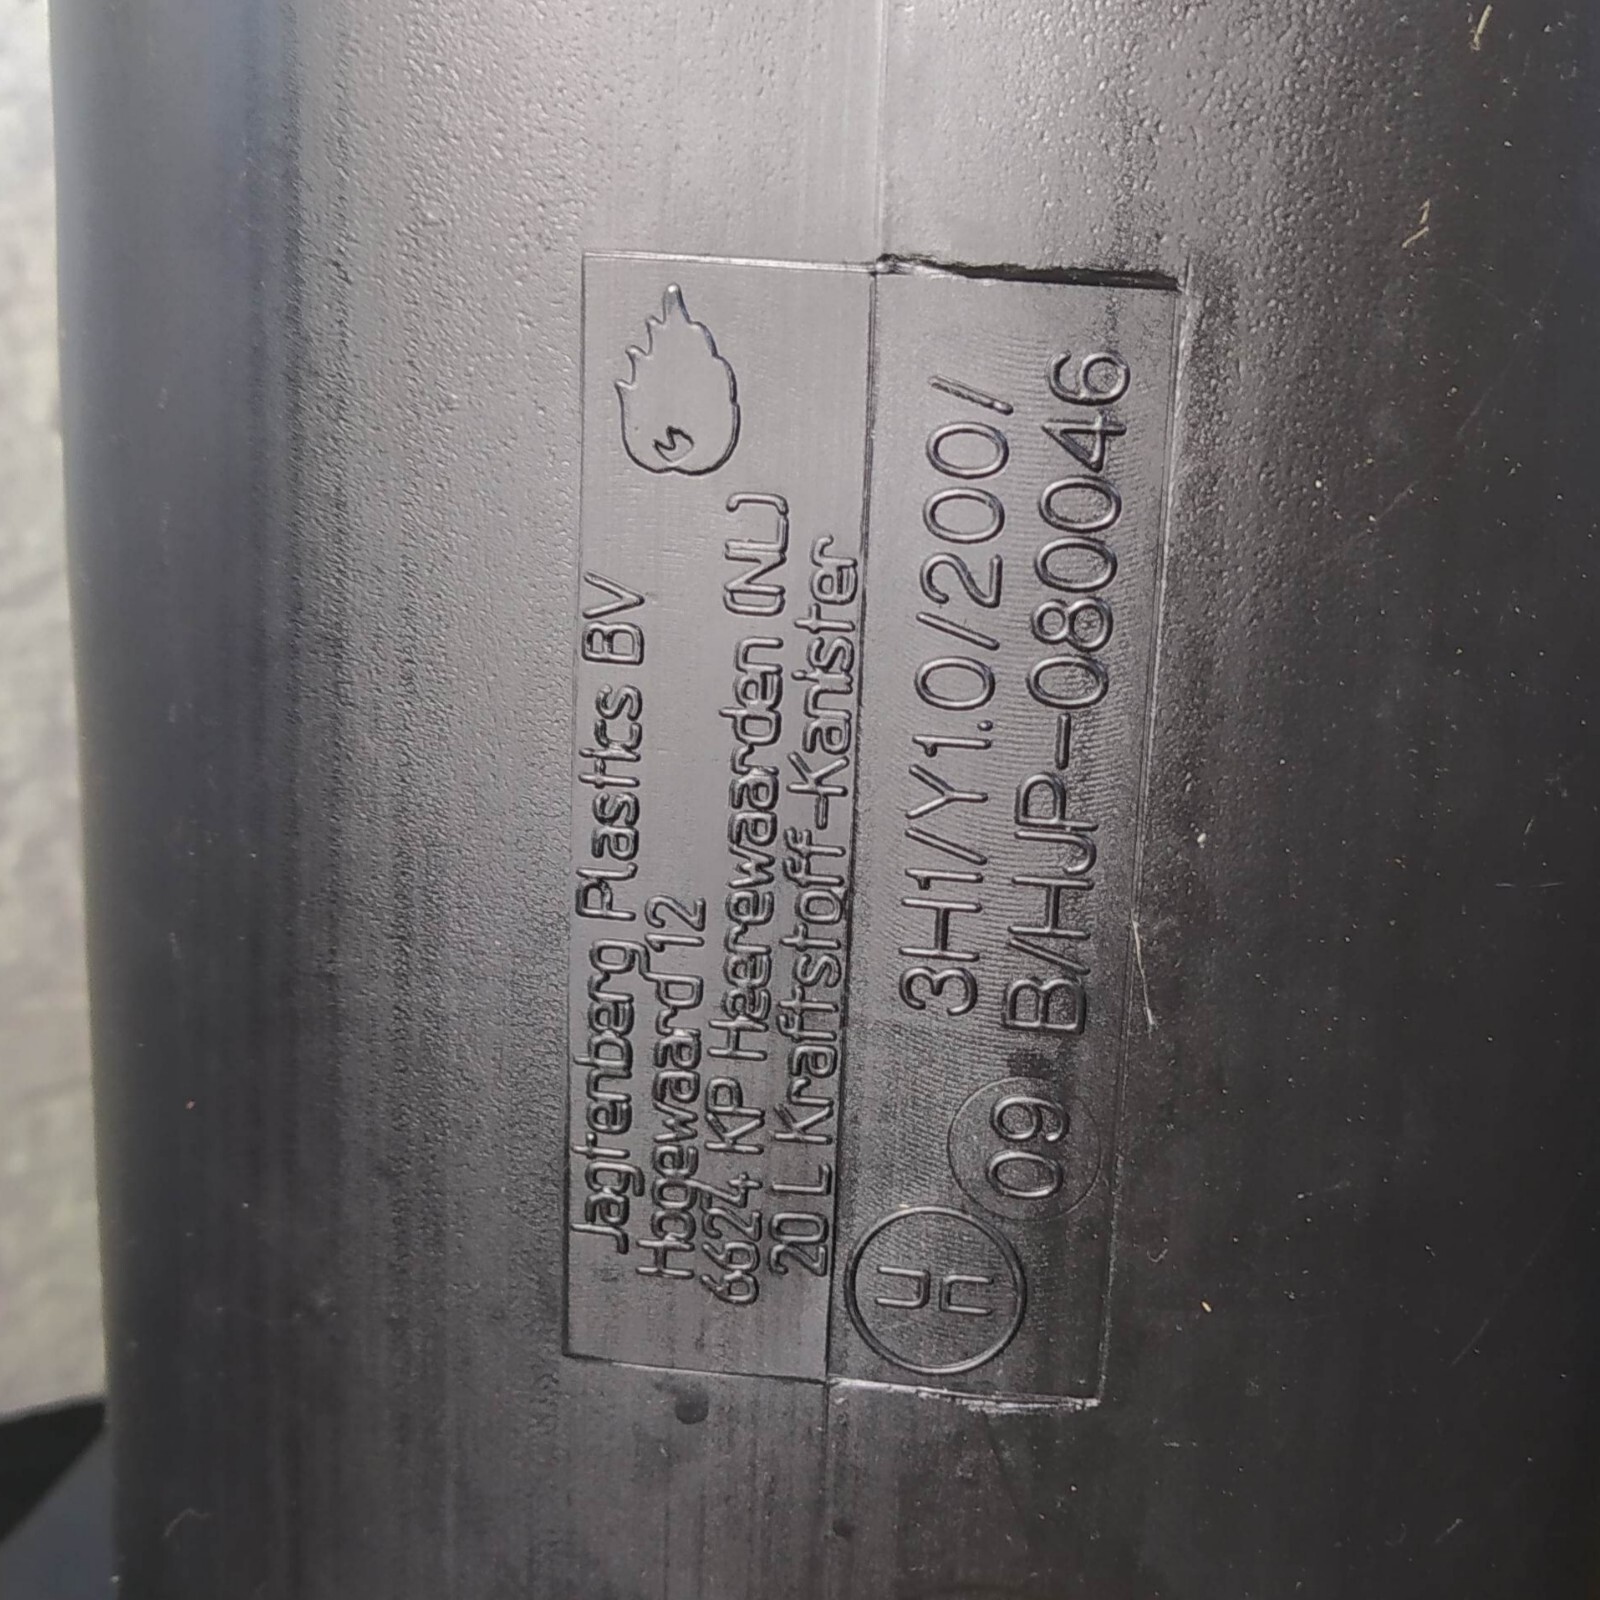 Jagtenberg Plastics BV
Hogewaard 12
6624 KP Heerewaarden (NL)
20 L Kraftstoff-Kanister
3H1/Y1.0/200/
09 B/HJP-080046